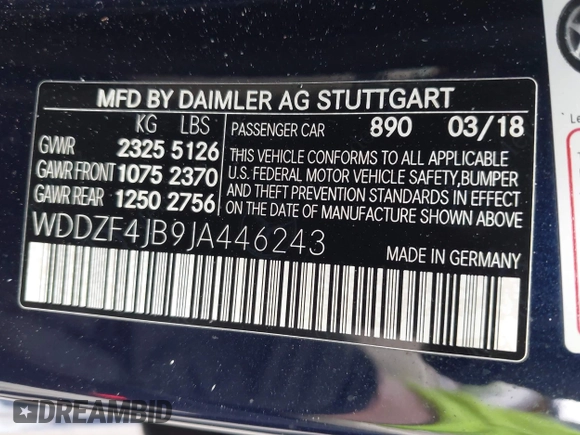 MFD BY DAIMLER AG STUTTGART
KG LBS
GVWR 2325 5126
GAWR FRONT 1075 2370
GAWR REAR 1250 2756
PASSENGER CAR 890 03/18
THIS VEHICLE CONFORMS TO ALL APPLICABLE
U.S. FEDERAL MOTOR VEHICLE SAFETY, BUMPER
AND THEFT PREVENTION STANDARDS
IN EFFECT ON THE DATE OF MANUFACTURE
WDDZF4JB9JA446243
MADE IN GERMANY
DREAMBID